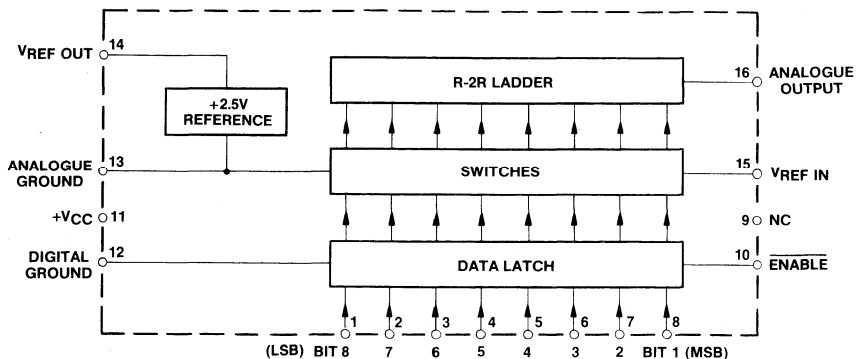 VREF OUT
14
+2.5V
REFERENCE
R-2R LADDER
16
ANALOGUE
OUTPUT
ANALOGUE
GROUND
13
SWITCHES
15
VREF IN
+VCC
11
9
NC
DIGITAL
GROUND
12
DATA LATCH
10
ENABLE
1 2 3 4 5 6 7 8
(LSB) BIT 8 7 6 5 4 3 2 BIT 1 (MSB)